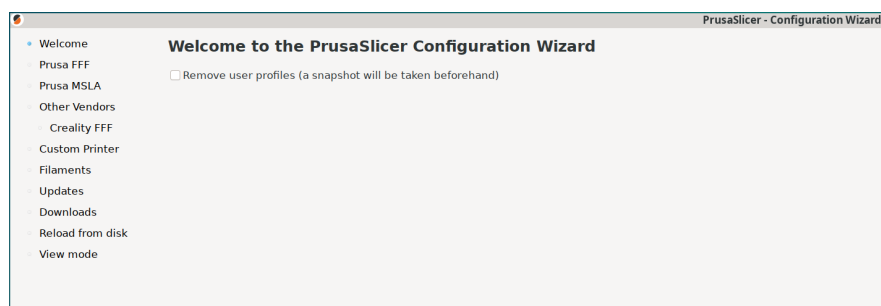 PrusaSlicer - Configuration Wizard
Welcome
Prusa FFF
Prusa MSLA
Other Vendors
Creality FFF
Custom Printer
Filaments
Updates
Downloads
Reload from disk
View mode
Welcome to the PrusaSlicer Configuration Wizard
Remove user profiles (a snapshot will be taken beforehand)